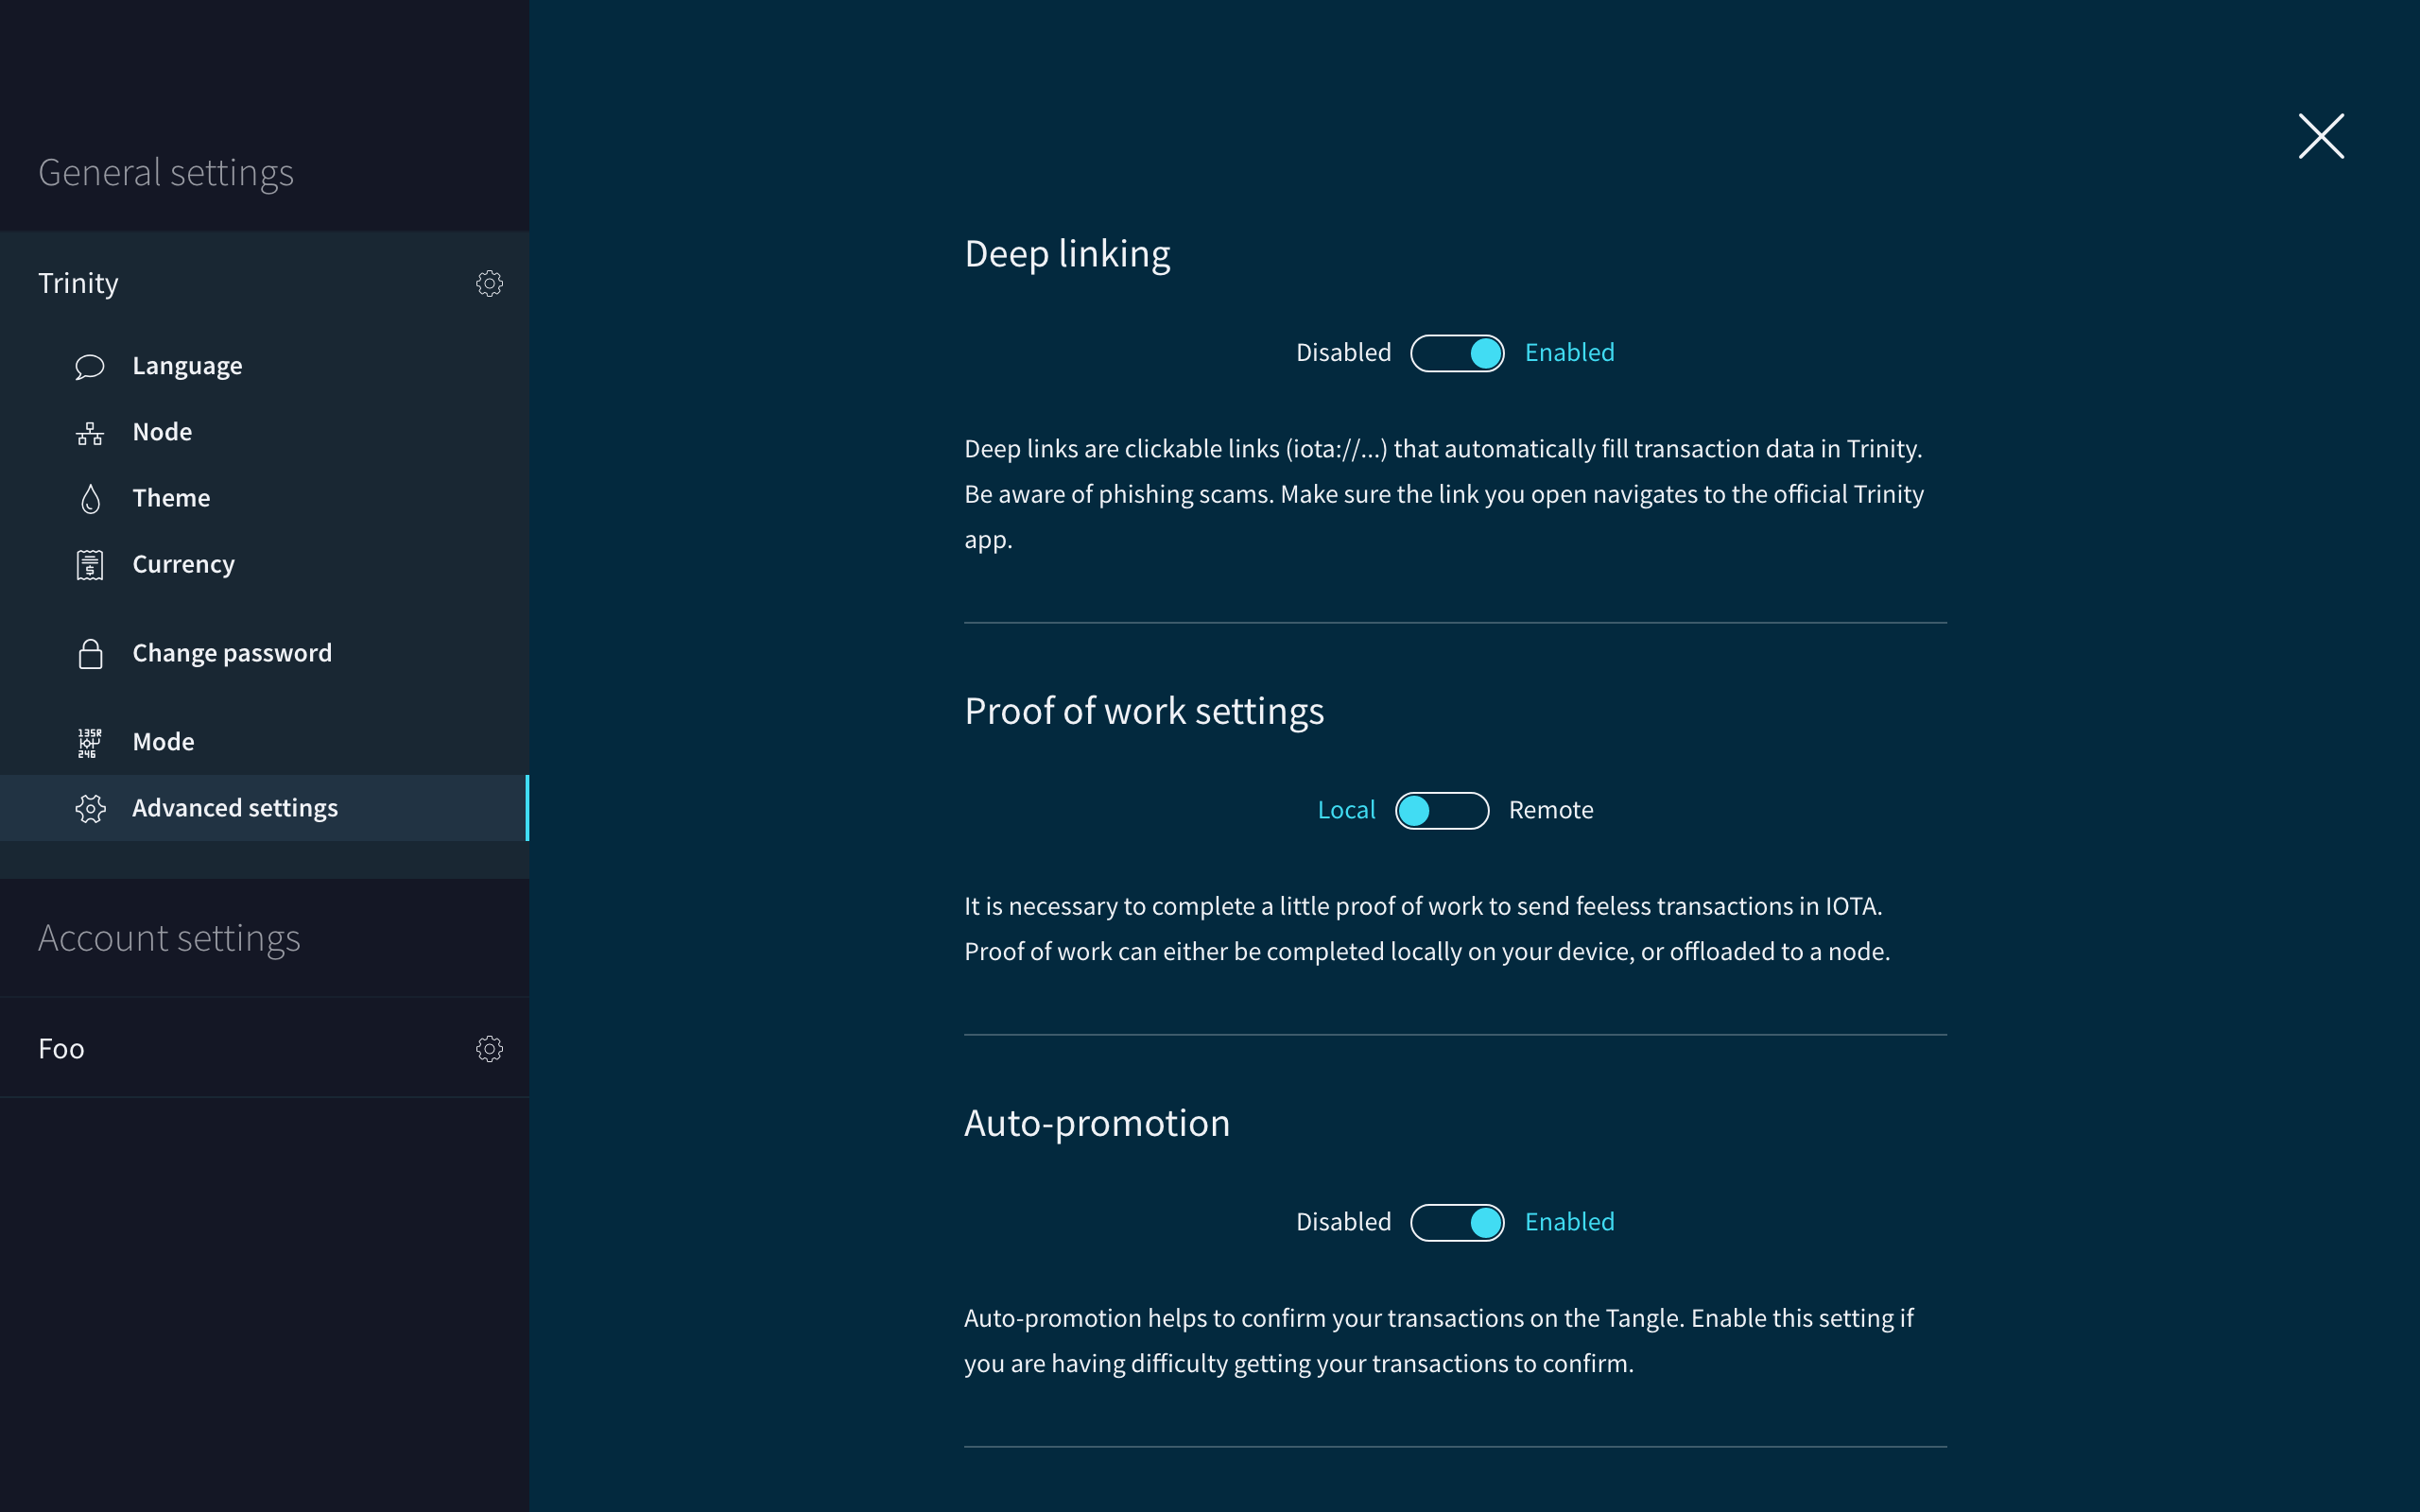 General settings
Trinity
Language
Node
Theme
Currency
Change password
Mode
Advanced settings
Account settings
Foo
Deep linking
Disabled Enabled
Deep links are clickable links (iota://...) that automatically fill transaction data in Trinity.
Be aware of phishing scams. Make sure the link you open navigates to the official Trinity
app.
Proof of work settings
Local Remote
It is necessary to complete a little proof of work to send feeless transactions in IOTA.
Proof of work can either be completed locally on your device, or offloaded to a node.
Auto-promotion
Disabled Enabled
Auto-promotion helps to confirm your transactions on the Tangle. Enable this setting if
you are having difficulty getting your transactions to confirm.